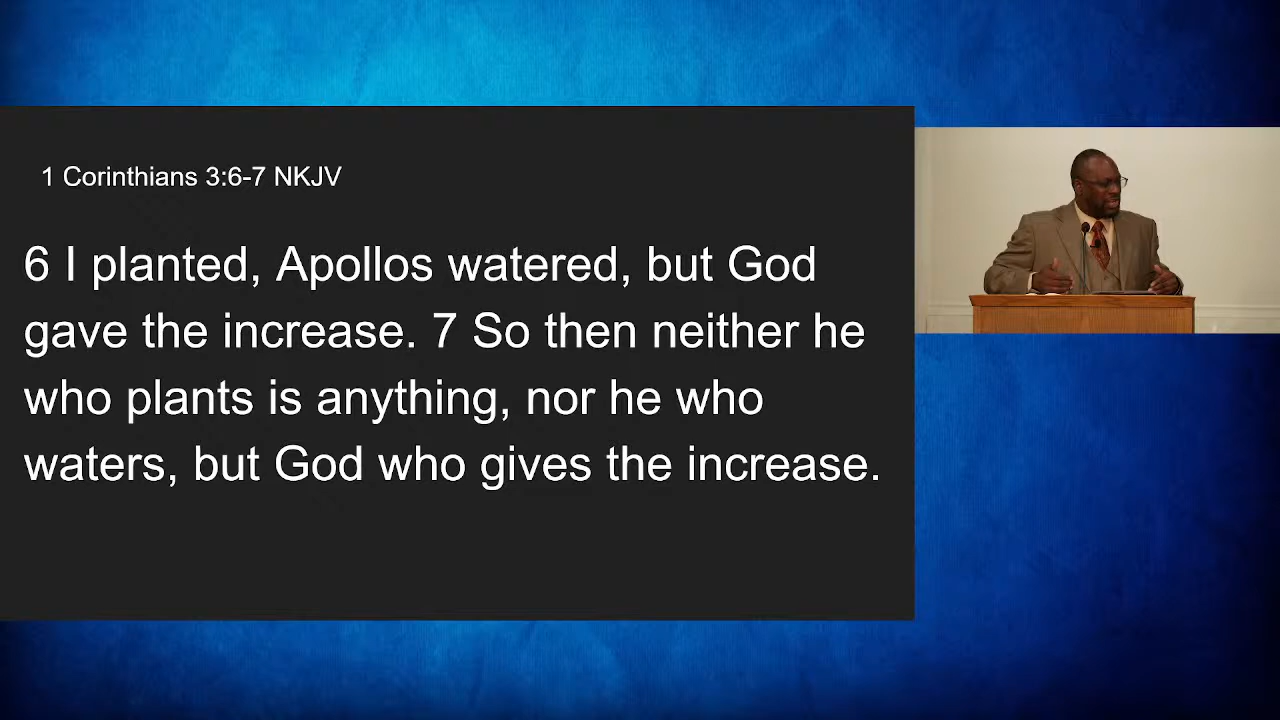 1 Corinthians 3:6-7 NKJV
6 I planted, Apollos watered, but God
gave the increase. 7 So then neither he
who plants is anything, nor he who
waters, but God who gives the increase.